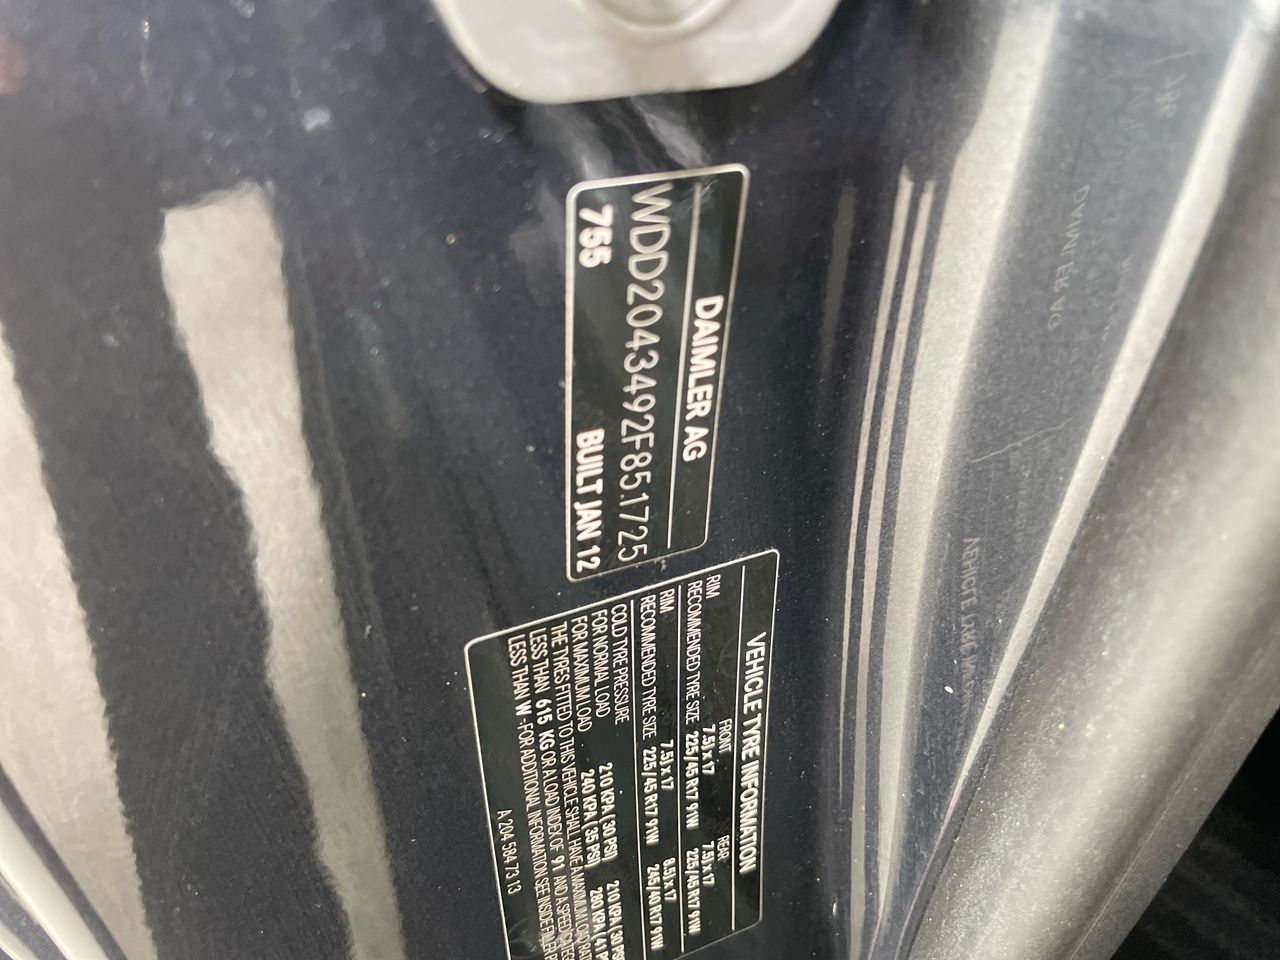 DAIMLER AG
WDD2043492F851725
755 BUILT JAN 12
VEHICLE TYRE INFORMATION
FRONT REAR
RIM 7.5J x 17 7.5J x 17
RECOMMENDED TYRE SIZE 225/45 R17 91W 225/45 R17 91W
RIM 7.5J x 17 8.5J x 17
RECOMMENDED TYRE SIZE 225/45 R17 91W 245/40 R17 91W
COLD TYRE PRESSURE
FOR NORMAL LOAD 210 KPA (30 PSI) 210 KPA (30 PSI)
FOR MAXIMUM LOAD 240 KPA (35 PSI) 280 KPA (41
THE TYRES FITTED TO THIS VEHICLE SHALL HAVE A MAXIMUM LOAD
LESS THAN 615 KG OR A LOAD INDEX OF 91 AND A SPEED
LESS THAN W - FOR ADDITIONAL INFORMATION SEE INSIDE FILLER
A 204 584 73 13